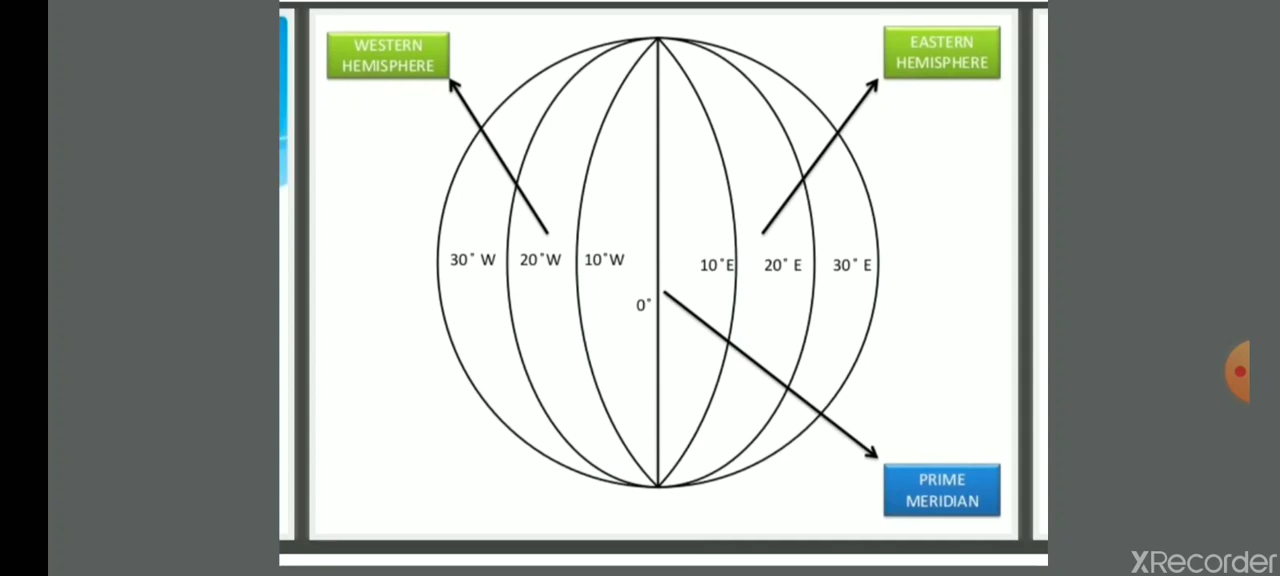 WESTERN
HEMISPHERE
EASTERN
HEMISPHERE
30° W
20°W
10°W
10°E
20° E
30° E
0°
PRIME
MERIDIAN
XRecorder